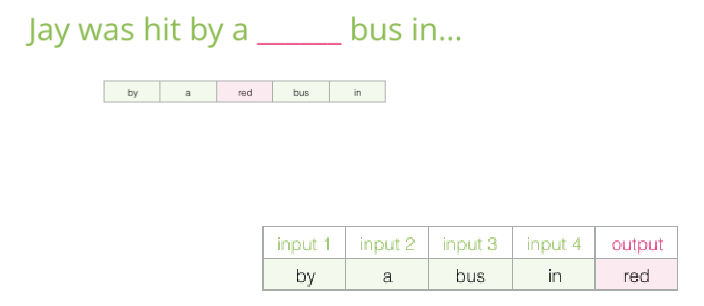 Jay was hit by a ______ bus in...
by a red bus in
input 1 input 2 input 3 input 4 output
by a bus in red